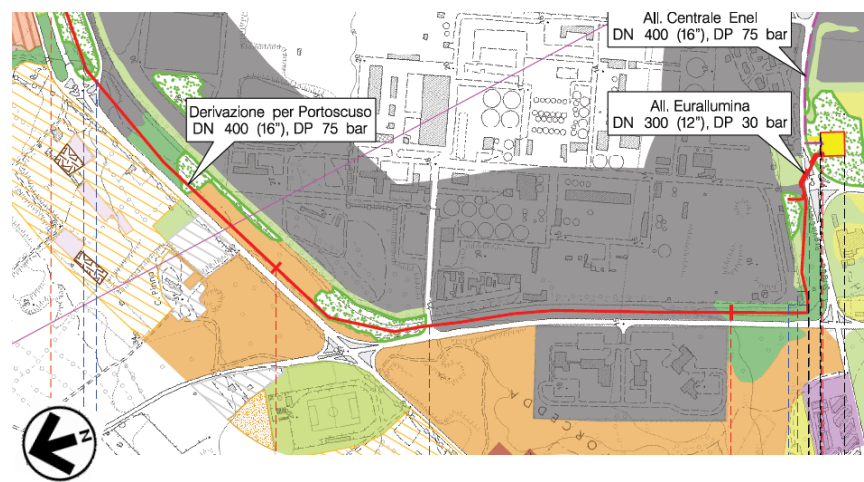 All. Centrale Enel
DN 400 (16"), DP 75 bar
Derivazione per Portoscuso
DN 400 (16"), DP 75 bar
All. Eurallumina
DN 300 (12"), DP 30 bar
ORCEDDA
N